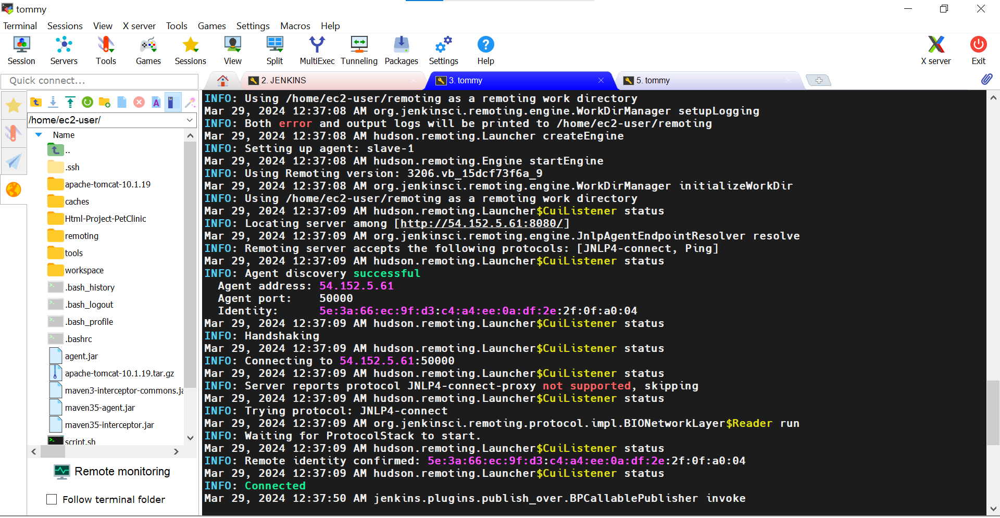 tommy
Terminal Sessions View X server Tools Games Settings Macros Help
Session Servers Tools Games Sessions View Split MultiExec Tunneling Packages Settings Help X server Exit
Quick connect...
2. JENKINS
3. tommy
5. tommy
/home/ec2-user/
Name
..
.ssh
apache-tomcat-10.1.19
caches
Html-Project-PetClinic
remoting
tools
workspace
.bash_history
.bash_logout
.bash_profile
.bashrc
agent.jar
apache-tomcat-10.1.19.tar.gz
maven3-interceptor-commons.ja
maven35-agent.jar
maven35-interceptor.jar
script.sh
Remote monitoring
Follow terminal folder
INFO: Using /home/ec2-user/remoting as a remoting work directory
Mar 29, 2024 12:37:08 AM org.jenkinsci.remoting.engine.WorkDirManager setupLogging
INFO: Both error and output logs will be printed to /home/ec2-user/remoting
Mar 29, 2024 12:37:08 AM hudson.remoting.Launcher createEngine
INFO: Setting up agent: slave-1
Mar 29, 2024 12:37:08 AM hudson.remoting.Engine startEngine
INFO: Using Remoting version: 3206.vb_15dcf73f6a_9
Mar 29, 2024 12:37:08 AM org.jenkinsci.remoting.engine.WorkDirManager initializeWorkDir
INFO: Using /home/ec2-user/remoting as a remoting work directory
Mar 29, 2024 12:37:09 AM hudson.remoting.Launcher$CuiListener status
INFO: Locating server among [http://54.152.5.61:8080/]
Mar 29, 2024 12:37:09 AM org.jenkinsci.remoting.engine.JnlpAgentEndpointResolver resolve
INFO: Remoting server accepts the following protocols: [JNLP4-connect, Ping]
Mar 29, 2024 12:37:09 AM hudson.remoting.Launcher$CuiListener status
INFO: Agent discovery successful
Agent address: 54.152.5.61
Agent port: 50000
Identity: 5e:3a:66:ec:9f:d3:c4:a4:ee:0a:df:2e:2f:0f:a0:04
Mar 29, 2024 12:37:09 AM hudson.remoting.Launcher$CuiListener status
INFO: Handshaking
Mar 29, 2024 12:37:09 AM hudson.remoting.Launcher$CuiListener status
INFO: Connecting to 54.152.5.61:50000
Mar 29, 2024 12:37:09 AM hudson.remoting.Launcher$CuiListener status
INFO: Server reports protocol JNLP4-connect-proxy not supported, skipping
Mar 29, 2024 12:37:09 AM hudson.remoting.Launcher$CuiListener status
INFO: Trying protocol: JNLP4-connect
Mar 29, 2024 12:37:09 AM org.jenkinsci.remoting.protocol.impl.BIONetworkLayer$Reader run
INFO: Waiting for ProtocolStack to start.
Mar 29, 2024 12:37:09 AM hudson.remoting.Launcher$CuiListener status
INFO: Remote identity confirmed: 5e:3a:66:ec:9f:d3:c4:a4:ee:0a:df:2e:2f:0f:a0:04
Mar 29, 2024 12:37:09 AM hudson.remoting.Launcher$CuiListener status
INFO: Connected
Mar 29, 2024 12:37:50 AM jenkins.plugins.publish_over.BPCallablePublisher invoke